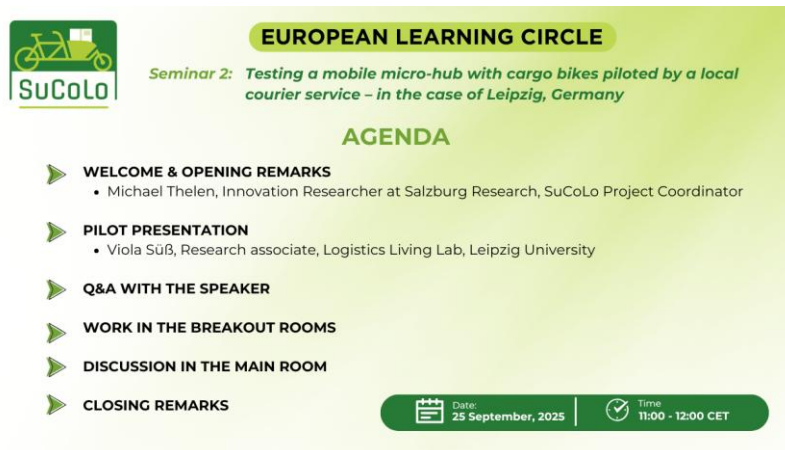 SuCoLo
EUROPEAN LEARNING CIRCLE
Seminar 2: Testing a mobile micro-hub with cargo bikes piloted by a local
courier service – in the case of Leipzig, Germany
AGENDA
WELCOME & OPENING REMARKS
• Michael Thelen, Innovation Researcher at Salzburg Research, SuCoLo Project Coordinator
PILOT PRESENTATION
• Viola Süß, Research associate, Logistics Living Lab, Leipzig University
Q&A WITH THE SPEAKER
WORK IN THE BREAKOUT ROOMS
DISCUSSION IN THE MAIN ROOM
CLOSING REMARKS
Date:
25 September, 2025
Time
11:00 - 12:00 CET